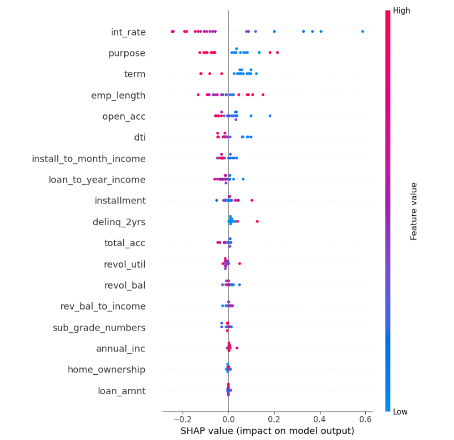 High
int_rate
purpose
term
emp_length
open_acc
dti
install_to_month_income
loan_to_year_income
installment
delinq_2yrs
total_acc
revol_util
revol_bal
rev_bal_to_income
sub_grade_numbers
annual_inc
home_ownership
loan_amnt
Feature value
Low
−0.2 0.0 0.2 0.4 0.6
SHAP value (impact on model output)